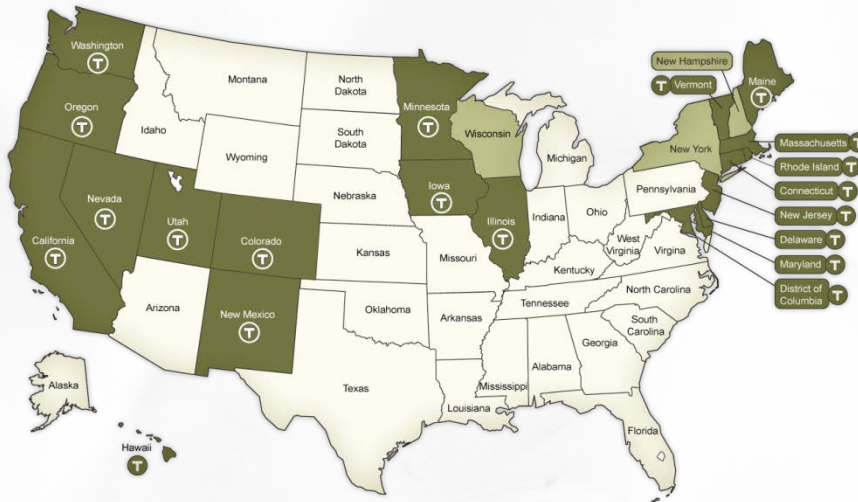 Washington
T
Montana
North
Dakota
Minnesota
T
New Hampshire
T Vermont
Maine
T
Oregon
T
Idaho
South
Dakota
Wisconsin
Michigan
New York
Massachusetts T
Rhode Island T
Wyoming
Connecticut T
Nevada
T
Nebraska
Iowa
T
Pennsylvania
New Jersey T
Utah
T
Illinois
T
Indiana
Ohio
Delaware T
California
T
Colorado
T
Kansas
Missouri
West
Virginia
Virgina
Maryland T
Kentucky
District of
Columbia T
Arizona
New Mexico
T
Oklahoma
Arkansas
Tennessee
North Carolina
South
Carolina
Texas
Mississippi
Alabama
Georgia
Alaska
Louisiana
Florida
Hawaii
T